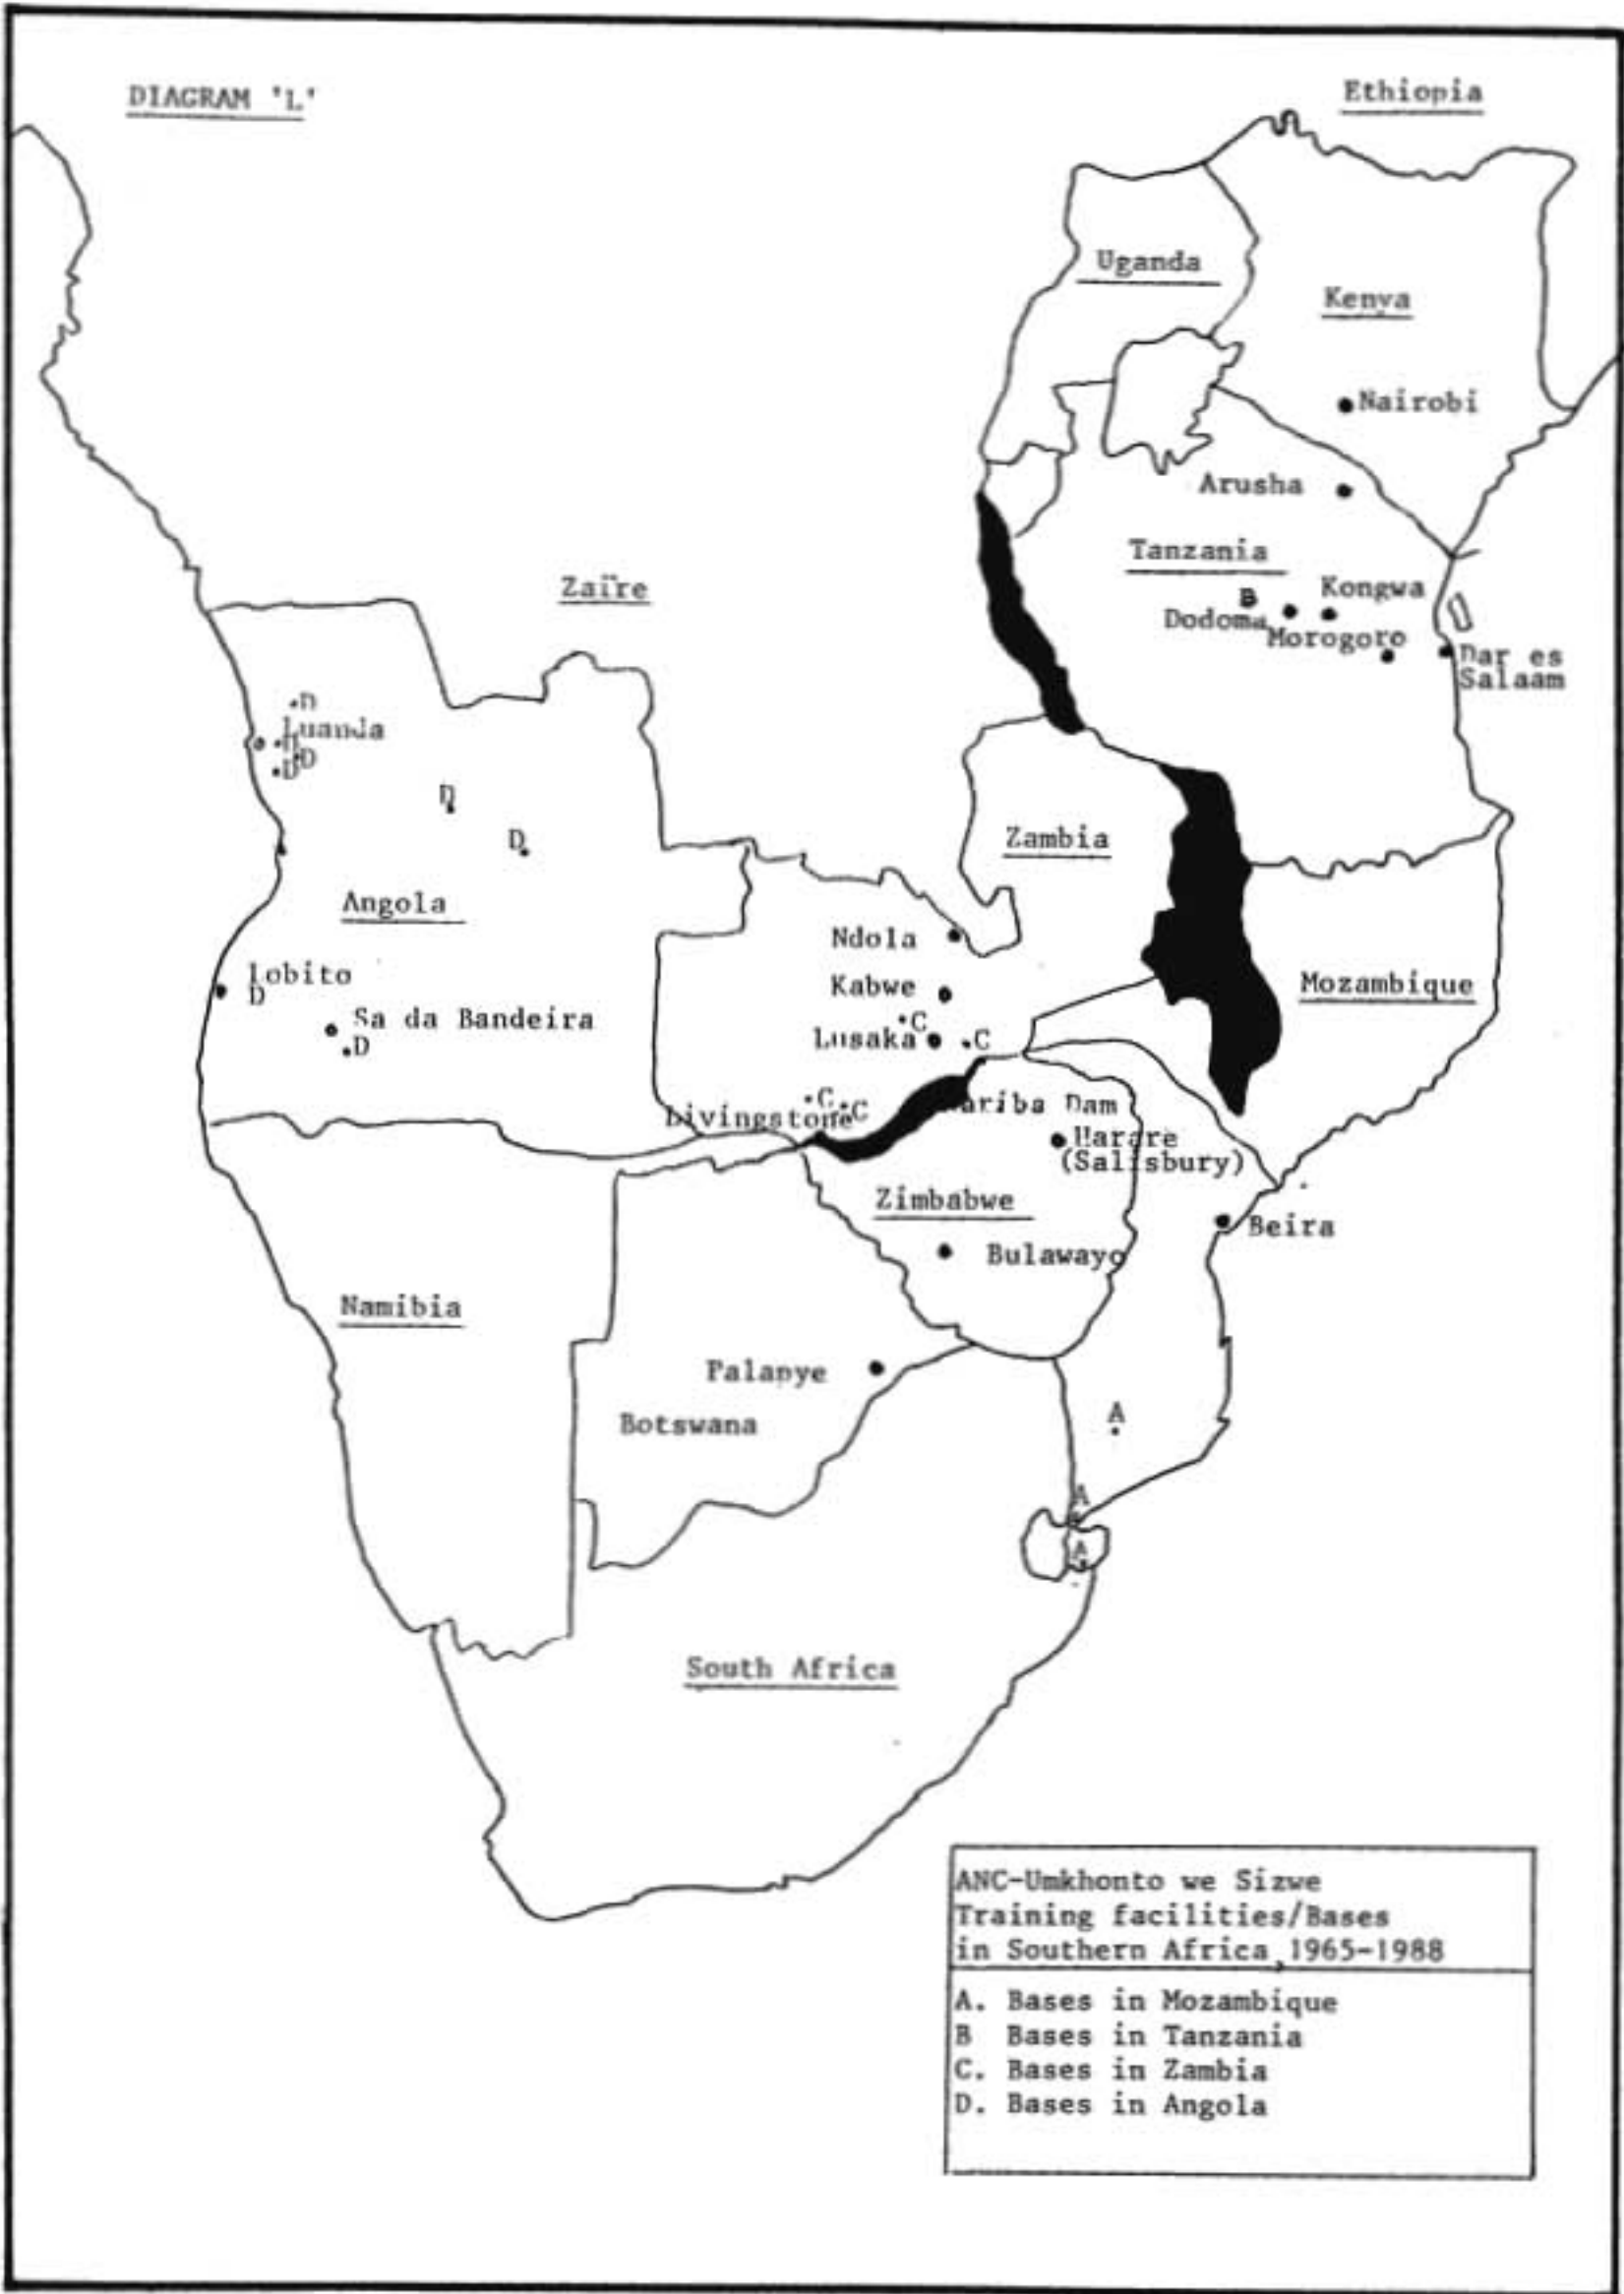 DIAGRAM 'L'
Ethiopia
Uganda
Kenya
Nairobi
Arusha
Tanzania
Zaïre
B
Kongwa
Dodoma
Morogoro
Dar es
Salaam
D
Luanda
D
D
D
D
D
Zambia
Angola
Ndola
Lobito
D
Kabwe
Mozambique
Sa da Bandeira
D
C
Lusaka
C
C
C
Livingstone
Dam
Harare
(Salisbury)
Zimbabwe
Beira
Bulawayo
Namibia
Palapye
Botswana
A
A
A
South Africa
ANC-Umkhonto we Sizwe
Training facilities/Bases
in Southern Africa, 1965-1988
A. Bases in Mozambique
B Bases in Tanzania
C. Bases in Zambia
D. Bases in Angola